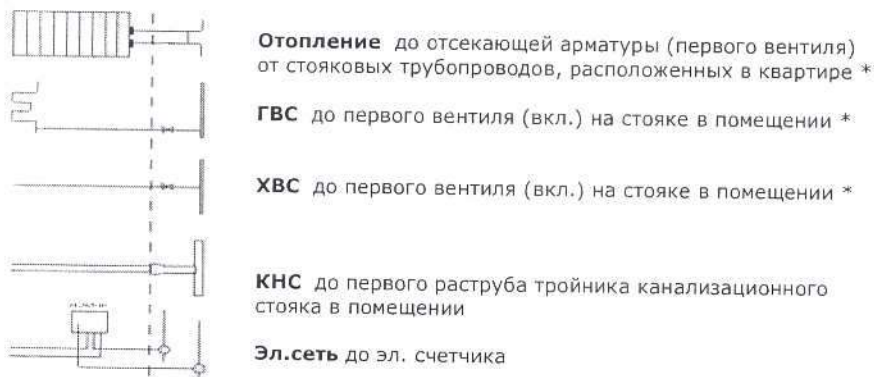 Отопление до отсекающей арматуры (первого вентиля)
от стояковых трубопроводов, расположенных в квартире *
ГВС до первого вентиля (вкл.) на стояке в помещении *
ХВС до первого вентиля (вкл.) на стояке в помещении *
КНС до первого раструба тройника канализационного
стояка в помещении
Эл.сеть до эл. счетчика